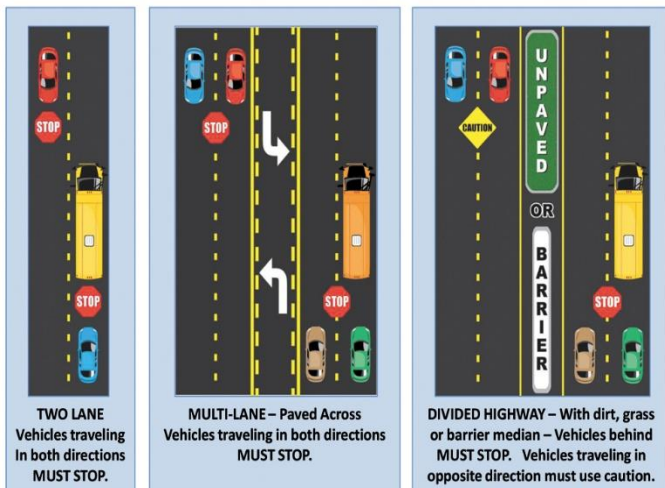 STOP
STOP
TWO LANE
Vehicles traveling
In both directions
MUST STOP.
STOP
STOP
MULTI-LANE – Paved Across
Vehicles traveling in both directions
MUST STOP.
CAUTION
UNPAVED
OR
BARRIER
STOP
DIVIDED HIGHWAY – With dirt, grass
or barrier median – Vehicles behind
MUST STOP. Vehicles traveling in
opposite direction must use caution.